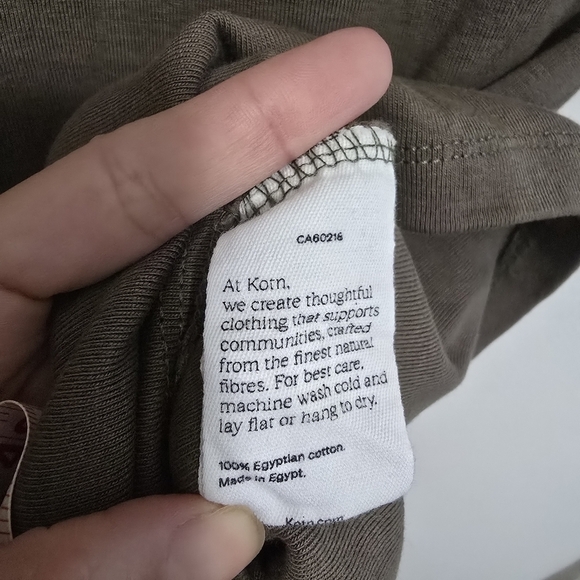 CA60216
At Kotn,
we create thoughtful
clothing that supports
communities, crafted
from the finest natural
fibres. For best care,
machine wash cold and
lay flat or hang to dry.
100% Egyptian cotton.
Made in Egypt.